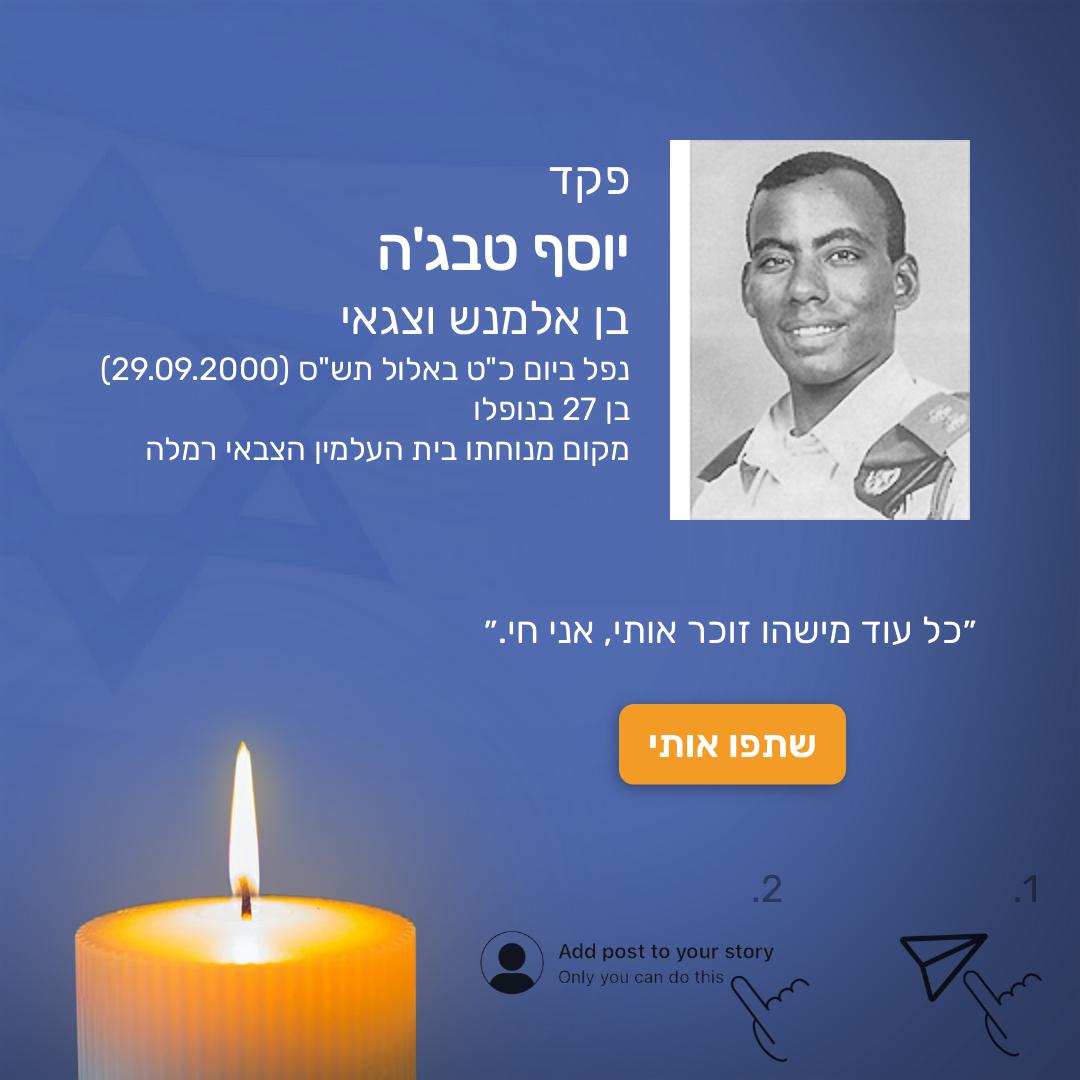 פקד
יוסף טבג'ה
בן אלמנש וצגאי
נפל ביום כ"ט באלול תש"ס (29.09.2000)
בן 27 בנופלו
מקום מנוחתו בית העלמין הצבאי רמלה
״כל עוד מישהו זוכר אותי, אני חי.״
שתפו אותי
1.
2.
Add post to your story
Only you can do this